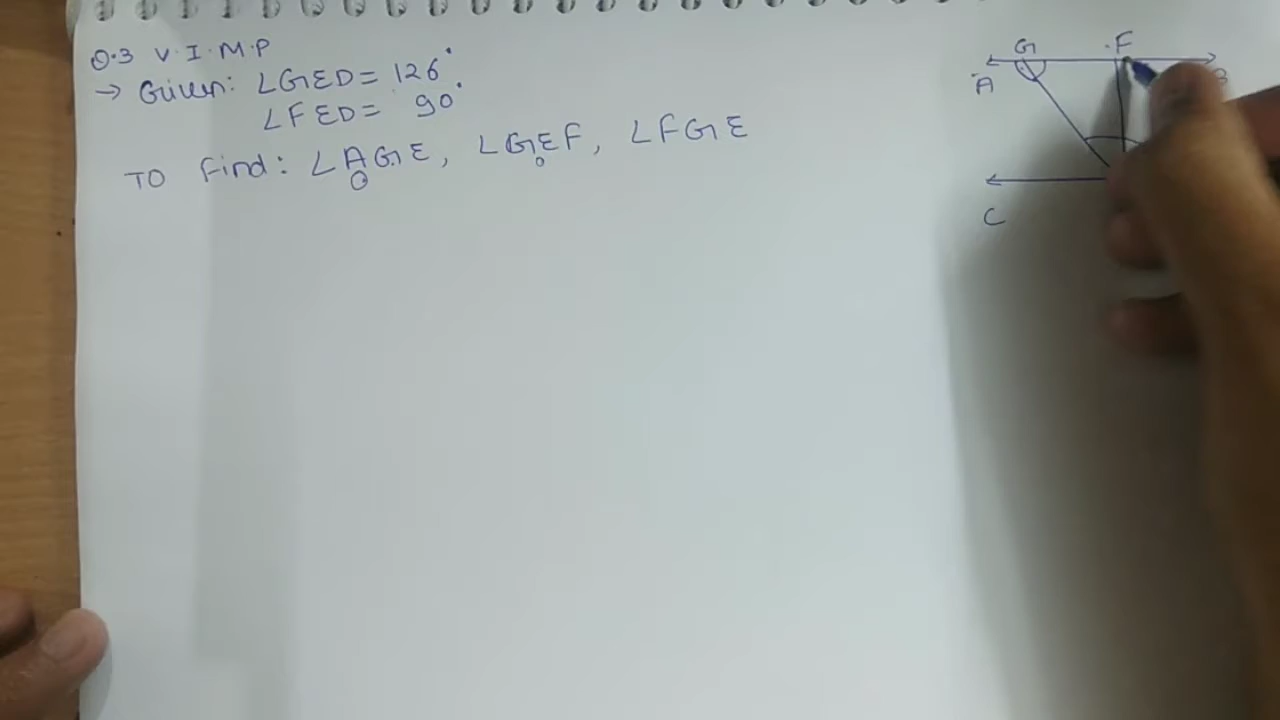 Q.3 V.I.M.P
→ Given: ∠GED = 126°
∠FED = 90°
To find: ∠AGE, ∠GEF, ∠FGE
G F
A B
C